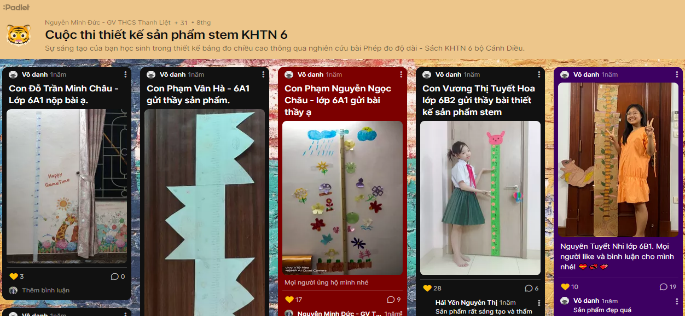 :Padlet
Nguyễn Minh Đức - GV THCS Thanh Liệt • 31 • 8thg
Cuộc thi thiết kế sản phẩm stem KHTN 6
Sự sáng tạo của bạn học sinh trong thiết kế bảng đo chiều cao thông qua nghiên cứu bài Phép đo độ dài - Sách KHTN 6 bộ Cánh Diều.
Vô danh 1năm
Con Đỗ Trần Minh Châu -
Lớp 6A1 nộp bài ạ.
Happy
GameTime
3
0
Thêm bình luận
Vô danh 1năm
Vô danh 1năm
Con Phạm Vân Hà - 6A1
gửi thầy sản phẩm.
Vô danh 1năm
Con Phạm Nguyễn Ngọc
Châu - lớp 6A1 gửi bài
thầy ạ
Mọi người ủng hộ mình nhé
17
9
Nguyễn Minh Đức - GV T... 1năm
Vô danh 1năm
Con Vương Thị Tuyết Hoa
lớp 6B2 gửi thầy bài thiết
kế sản phẩm stem
28
6
Hải Yến Nguyễn Thị 1năm
Sản phẩm rất sáng tạo và thẩm
Vô danh 1năm
Nguyễn Tuyết Nhi lớp 6B1. Mọi
người like và bình luận cho mình
nhé!
10
19
Vô danh 1năm
Sản phẩm đẹp quá